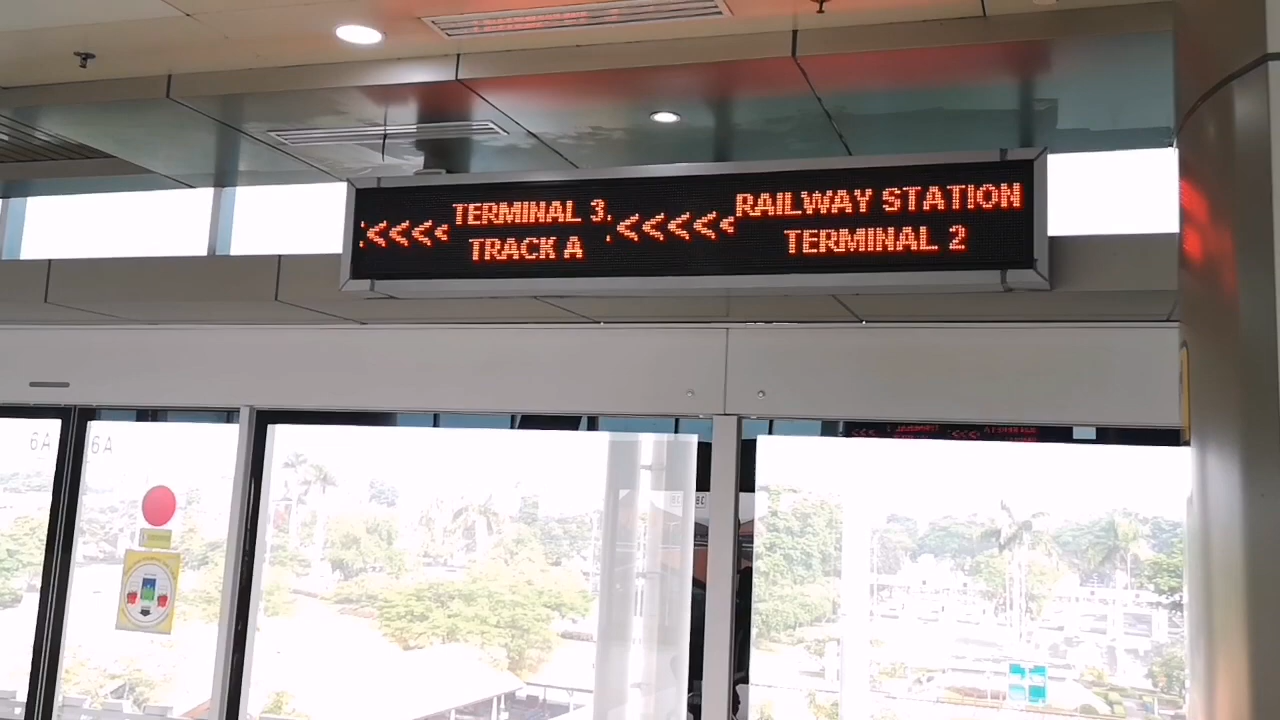 <<<< TERMINAL 3. <<<<< RAILWAY STATION
TRACK A TERMINAL 2
6A
6A